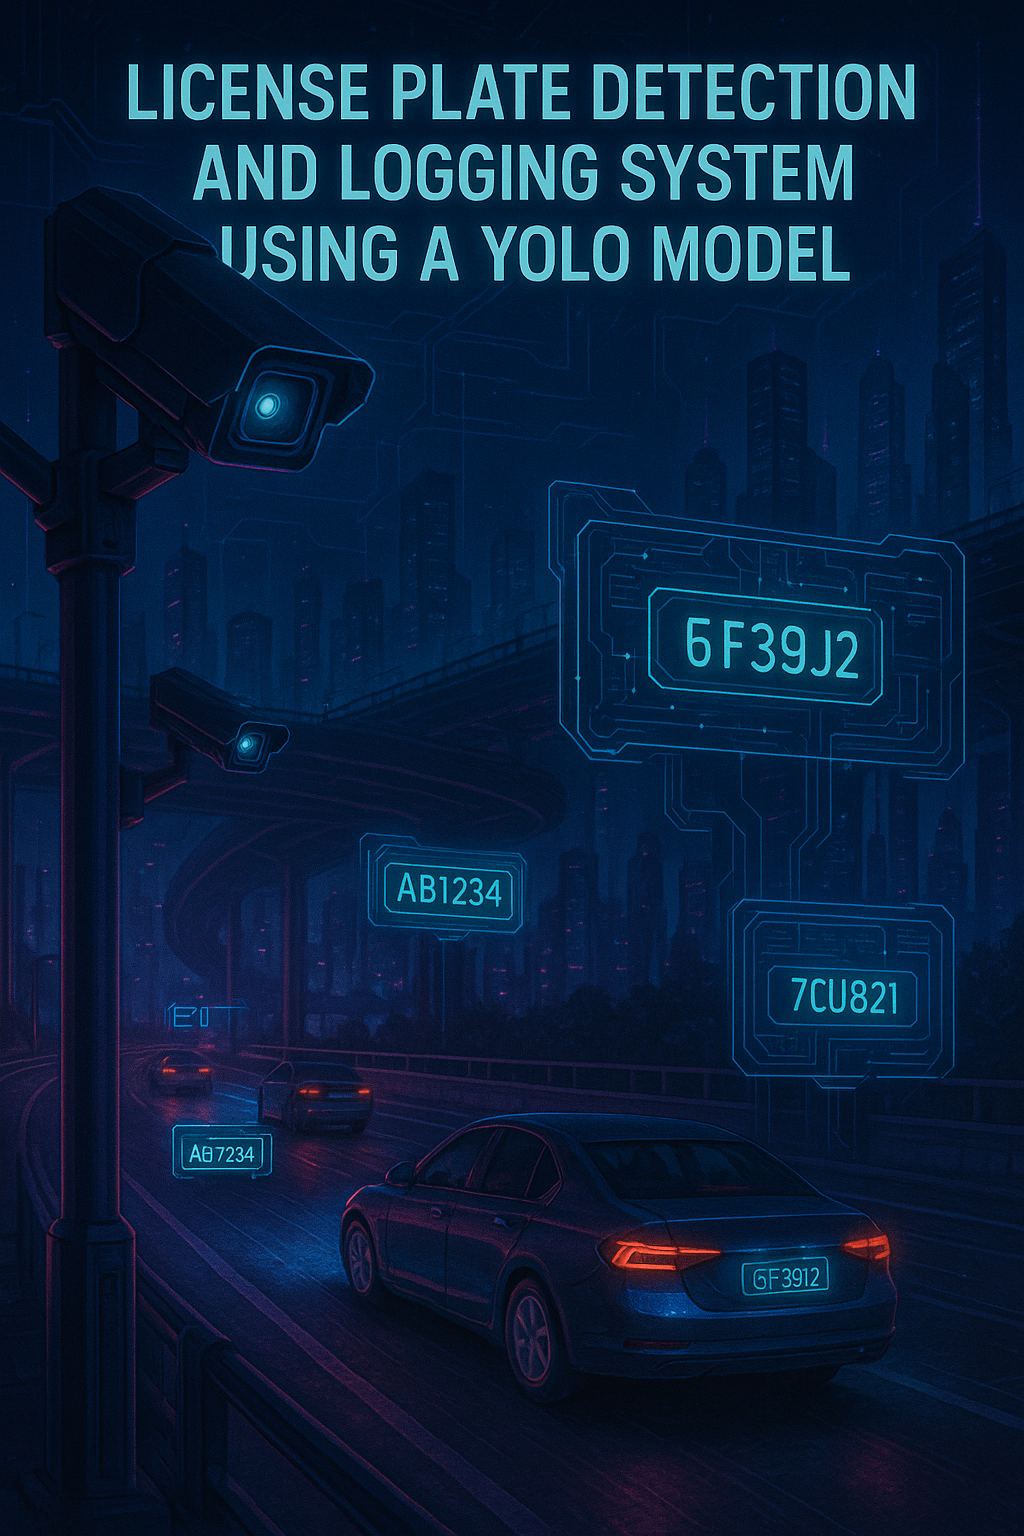 LICENSE PLATE DETECTION
AND LOGGING SYSTEM
USING A YOLO MODEL
6F39J2
AB1234
7CU821
6F3912